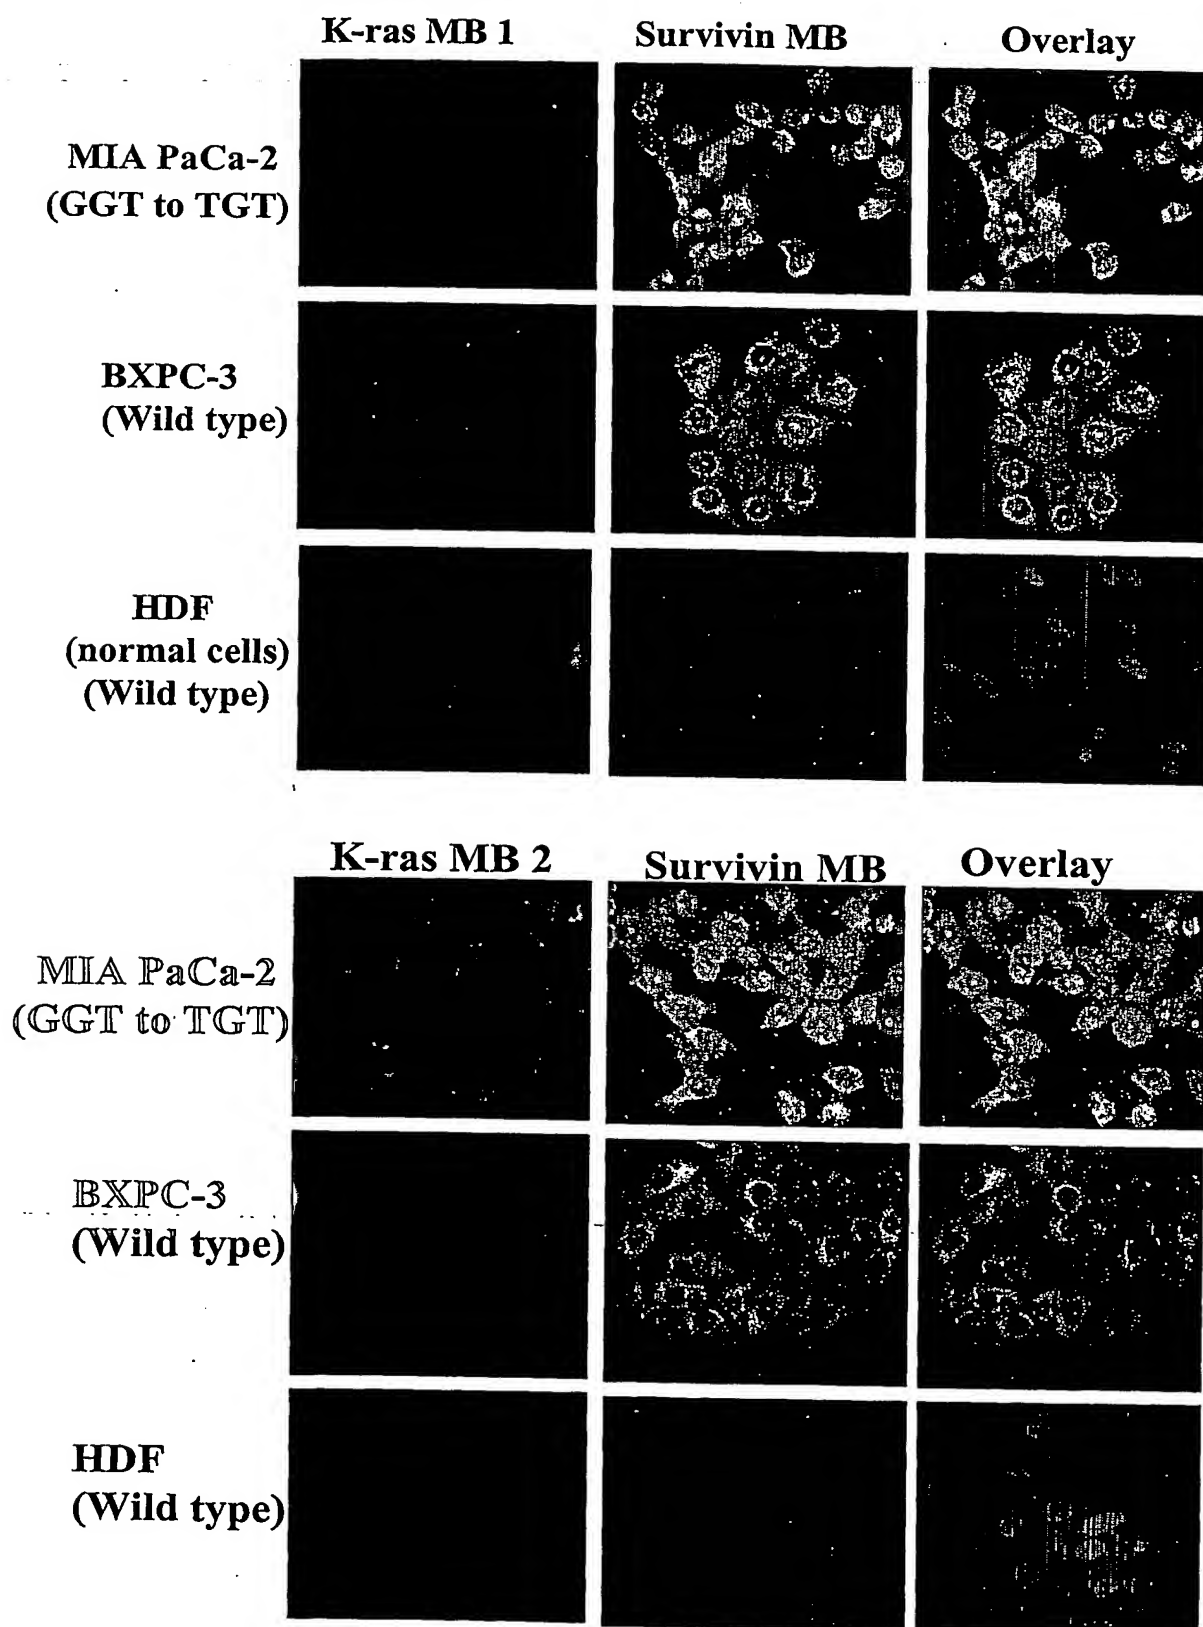 K-ras MB 1 Survivin MB Overlay
MIA PaCa-2
(GGT to TGT)
BXPC-3
(Wild type)
HDF
(normal cells)
(Wild type)
K-ras MB 2 Survivin MB Overlay
MIA PaCa-2
(GGT to TGT)
BXPC-3
(Wild type)
HDF
(Wild type)